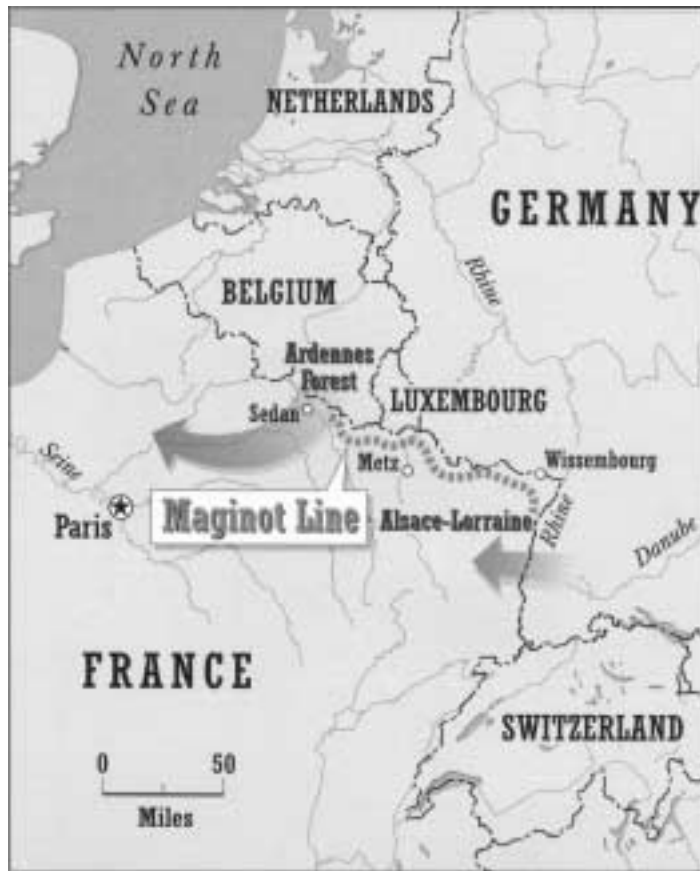 North
Sea
NETHERLANDS
GERMANY
Rhine
BELGIUM
Ardennes
Forest
LUXEMBOURG
Sedan
Metz
Wissembourg
Seine
Paris
Maginot Line
Alsace-Lorraine
Rhine
Danube
FRANCE
SWITZERLAND
0 50
Miles